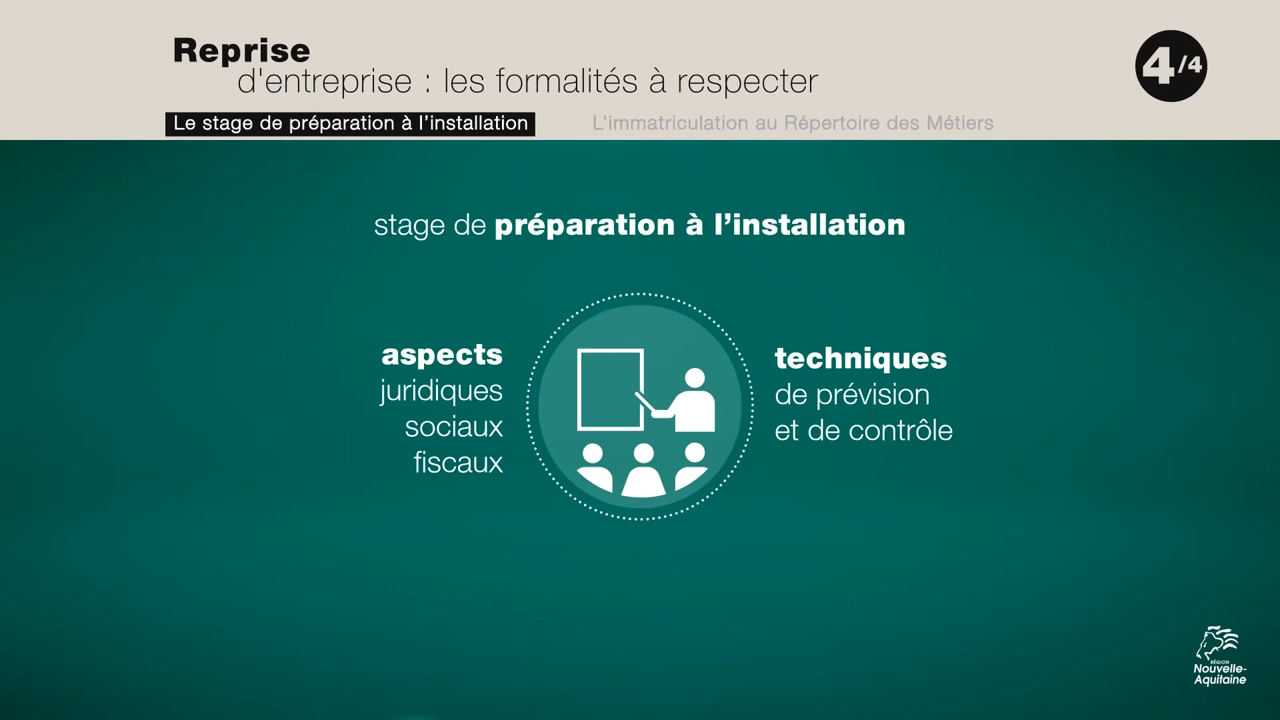 Reprise
d'entreprise : les formalités à respecter
4/4
Le stage de préparation à l’installation
L’immatriculation au Répertoire des Métiers
stage de préparation à l’installation
aspects
juridiques
sociaux
fiscaux
techniques
de prévision
et de contrôle
RÉGION
Nouvelle-
Aquitaine